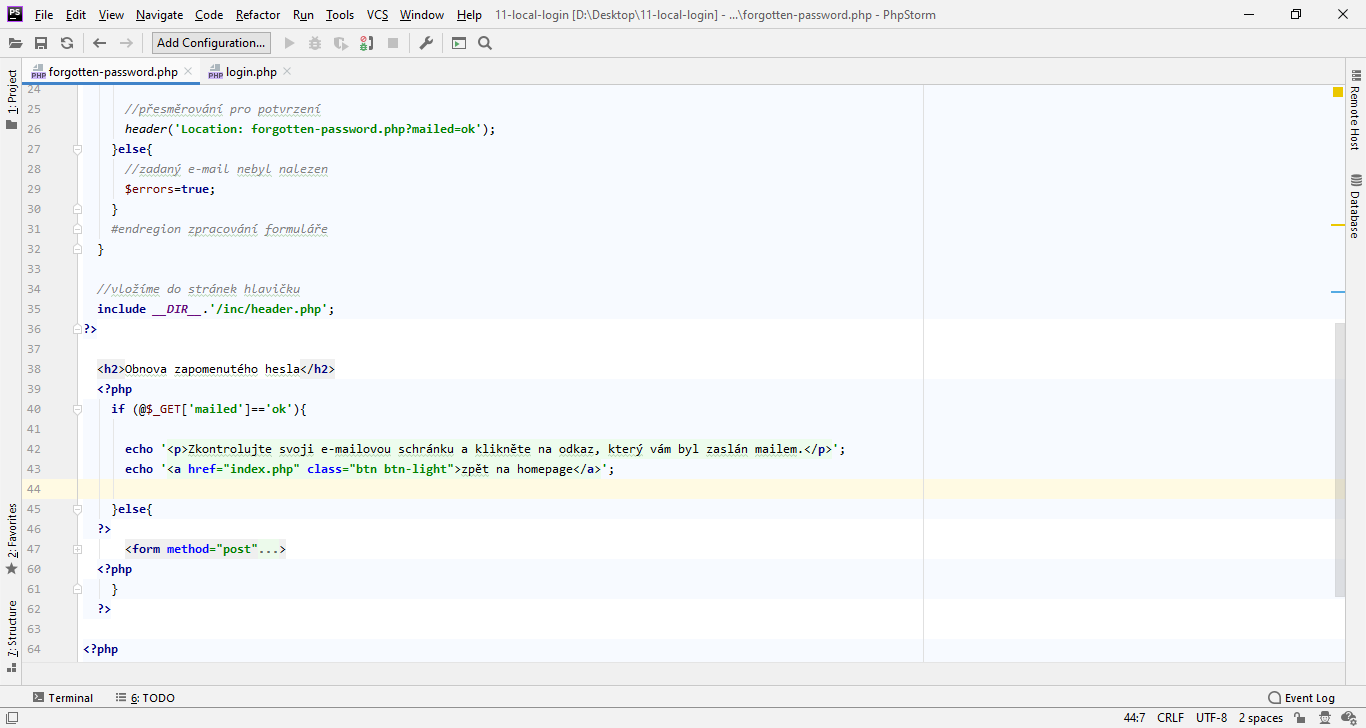 PS File Edit View Navigate Code Refactor Run Tools VCS Window Help 11-local-login [D:\Desktop\11-local-login] - ...\forgotten-password.php - PhpStorm
Add Configuration...
PHP forgotten-password.php PHP login.php
1: Project
2: Favorites
7: Structure
Remote Host
Database
24
25 //přesměrování pro potvrzení
26 header('Location: forgotten-password.php?mailed=ok');
27 }else{
28 //zadaný e-mail nebyl nalezen
29 $errors=true;
30 }
31 #endregion zpracování formuláře
32 }
33
34 //vložíme do stránek hlavičku
35 include __DIR__.'/inc/header.php';
36 ?>
37
38 <h2>Obnova zapomenutého hesla</h2>
39 <?php
40 if (@$_GET['mailed']=='ok'){
41
42 echo '<p>Zkontrolujte svoji e-mailovou schránku a klikněte na odkaz, který vám byl zaslán mailem.</p>';
43 echo '<a href="index.php" class="btn btn-light">zpět na homepage</a>';
44
45 }else{
46 ?>
47 <form method="post"...>
60 <?php
61 }
62 ?>
63
64 <?php
Terminal 6: TODO Event Log
44:7 CRLF UTF-8 2 spaces